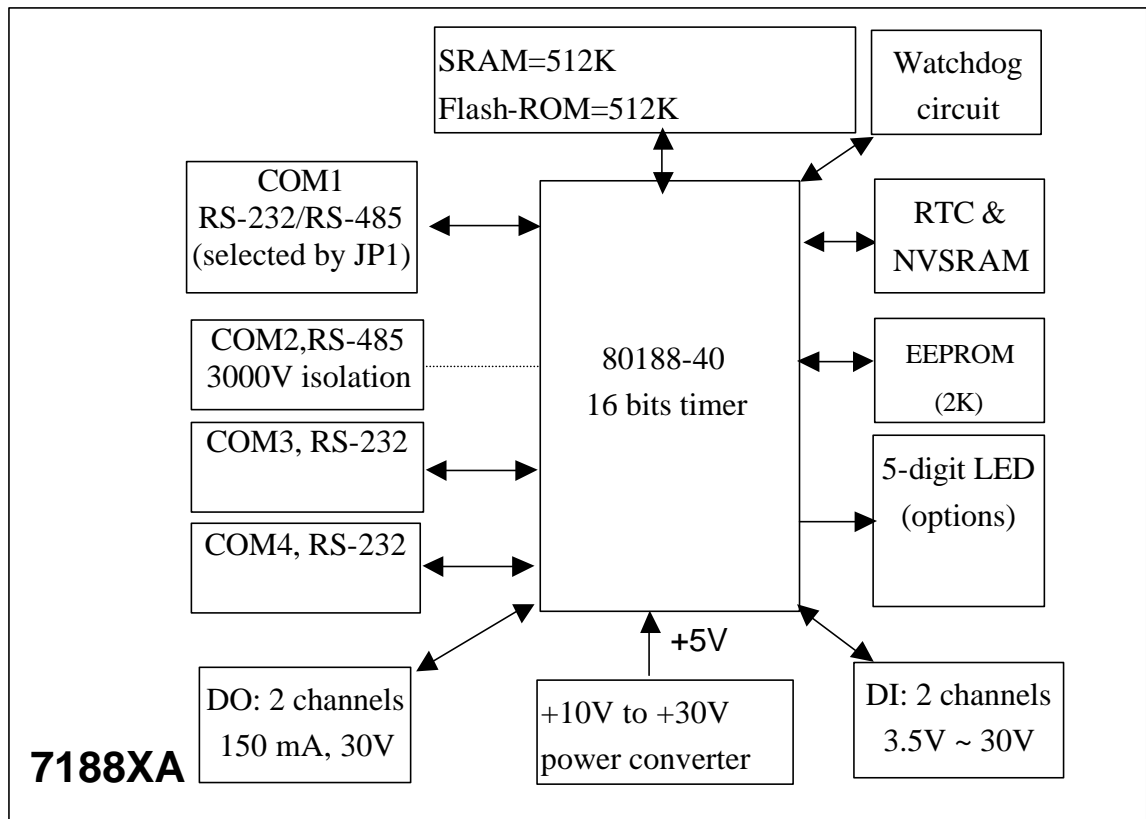 SRAM=512K
Flash-ROM=512K
Watchdog
circuit
COM1
RS-232/RS-485
(selected by JP1)
RTC &
NVSRAM
COM2,RS-485
3000V isolation
80188-40
16 bits timer
EEPROM
(2K)
COM3, RS-232
5-digit LED
(options)
COM4, RS-232
+5V
DO: 2 channels
150 mA, 30V
+10V to +30V
power converter
DI: 2 channels
3.5V ~ 30V
7188XA